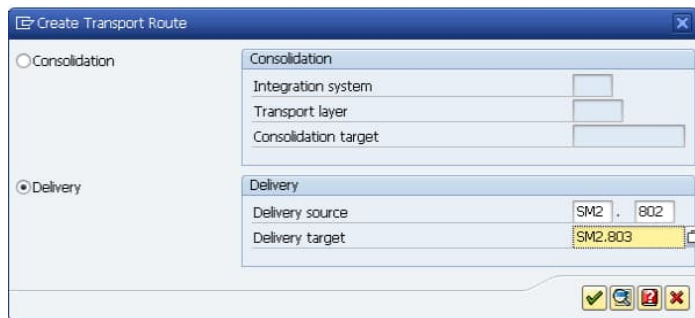 Create Transport Route
Consolidation
Consolidation
Integration system
Transport layer
Consolidation target
Delivery
Delivery
Delivery source SM2 . 802
Delivery target SM2.803